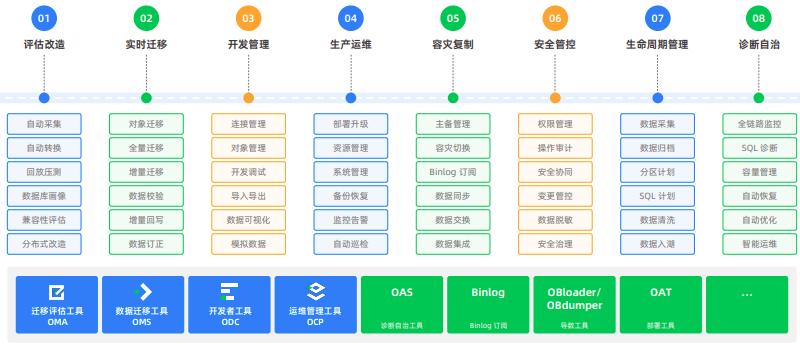 01 02 03 04 05 06 07 08
评估改造 实时迁移 开发管理 生产运维 容灾复制 安全管控 生命周期管理 诊断自治
自动采集 对象迁移 连接管理 部署升级 主备管理 权限管理 数据采集 全链路监控
自动转换 全量迁移 对象管理 资源管理 容灾切换 操作审计 数据归档 SQL 诊断
回放压测 增量迁移 开发调试 系统管理 Binlog 订阅 安全协同 分区计划 容量管理
数据库画像 数据校验 导入导出 备份恢复 数据同步 变更管控 SQL 计划 自动恢复
兼容性评估 增量回写 数据可视化 监控告警 数据交换 数据脱敏 数据清洗 自动优化
分布式改造 数据订正 模拟数据 自动巡检 数据集成 安全治理 数据入湖 智能运维
迁移评估工具
OMA
数据迁移工具
OMS
开发者工具
ODC
运维管理工具
OCP
OAS
诊断自治工具
Binlog
Binlog 订阅
OBloader/
OBdumper
导数工具
OAT
部署工具
...